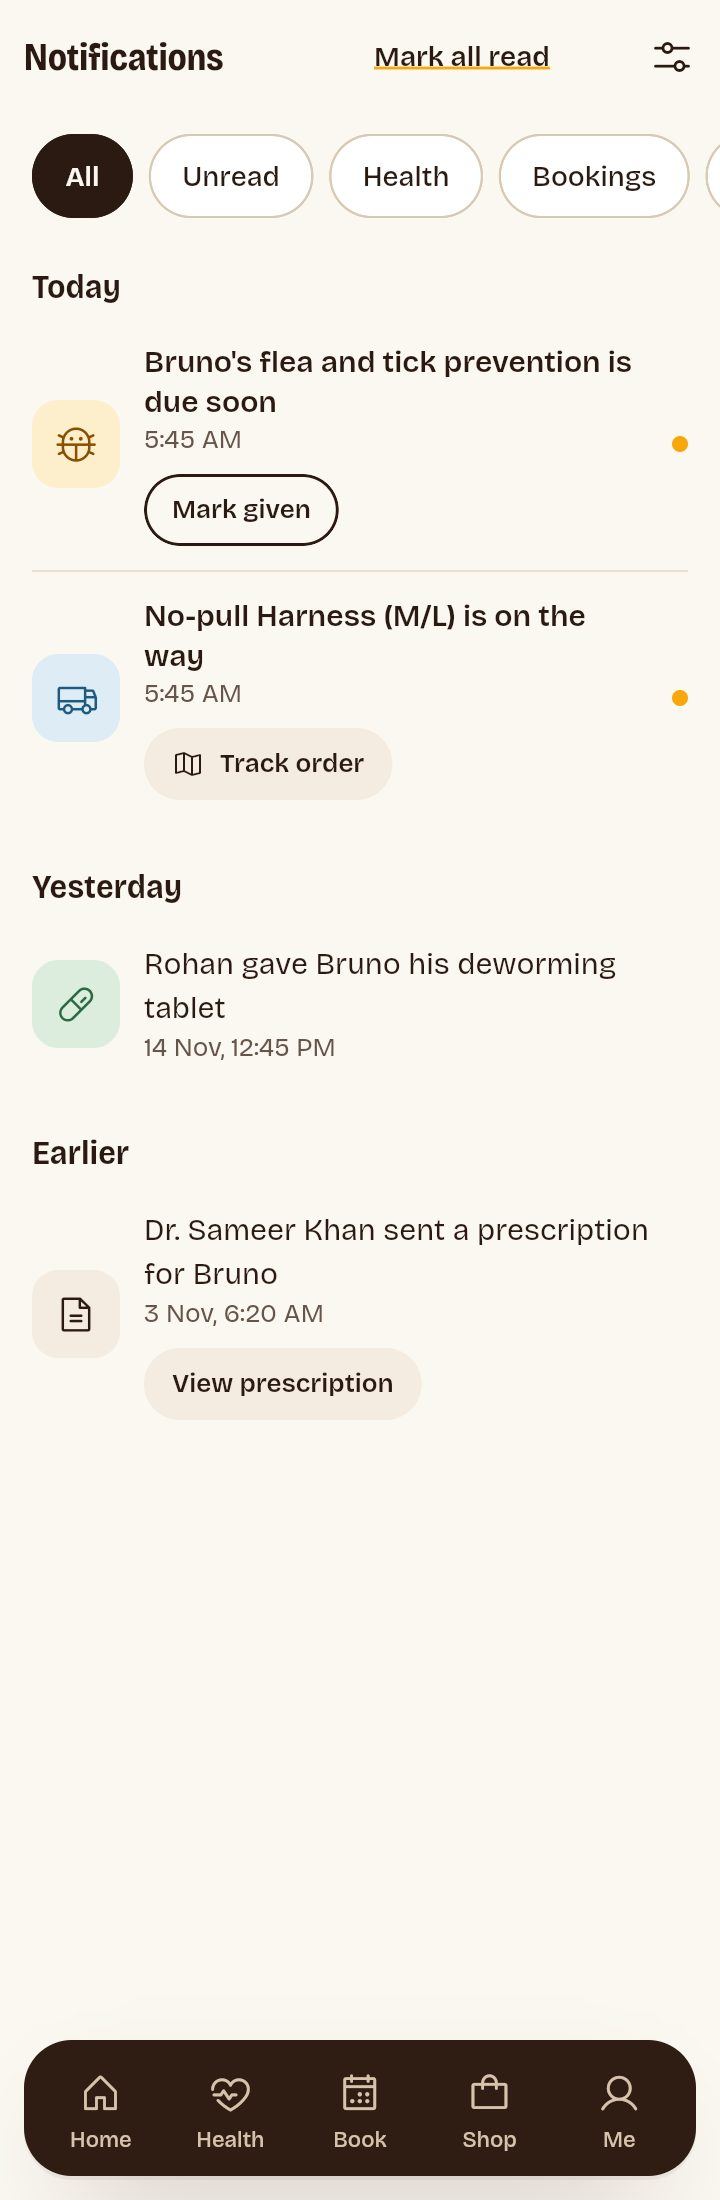 Notifications
Mark all read
All
Unread
Health
Bookings
Today
Bruno's flea and tick prevention is
due soon
5:45 AM
Mark given
No-pull Harness (M/L) is on the
way
5:45 AM
Track order
Yesterday
Rohan gave Bruno his deworming
tablet
14 Nov, 12:45 PM
Earlier
Dr. Sameer Khan sent a prescription
for Bruno
3 Nov, 6:20 AM
View prescription
Home
Health
Book
Shop
Me